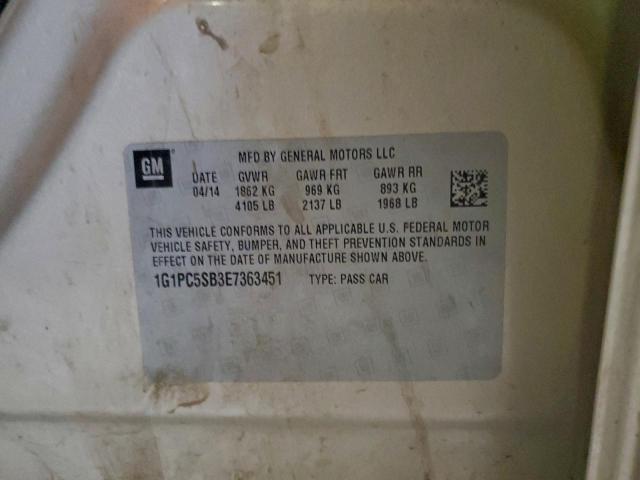 GM
MFD BY GENERAL MOTORS LLC
DATE GVWR GAWR FRT GAWR RR
04/14 1862 KG 969 KG 893 KG
4105 LB 2137 LB 1968 LB
THIS VEHICLE CONFORMS TO ALL APPLICABLE U.S. FEDERAL MOTOR
VEHICLE SAFETY, BUMPER, AND THEFT PREVENTION STANDARDS IN
EFFECT ON THE DATE OF MANUFACTURE SHOWN ABOVE.
1G1PC5SB3E7363451 TYPE: PASS CAR